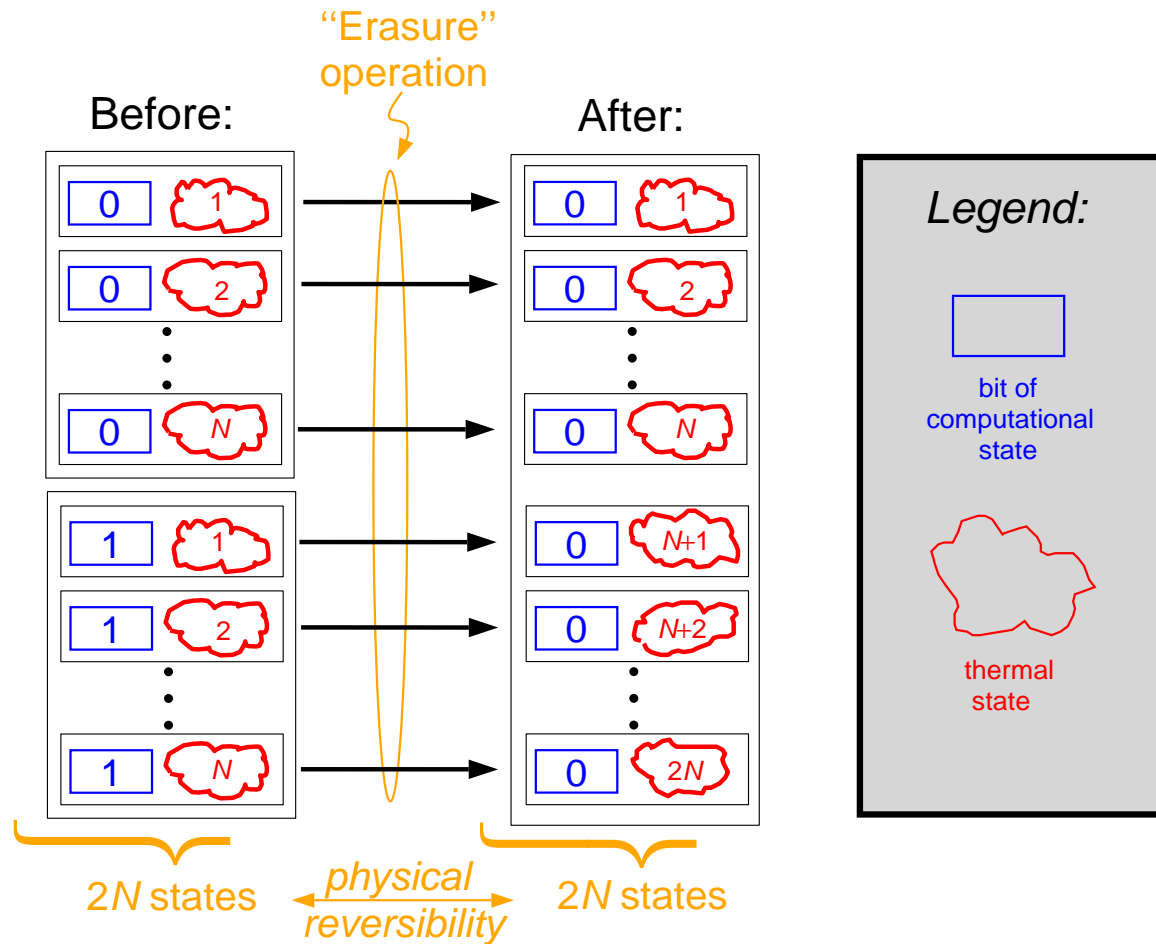 “Erasure”
operation
Before:
After:
0 1
0 2
0 N
1 1
1 2
1 N
0 1
0 2
0 N
0 N+1
0 N+2
0 2N
2N states
physical
reversibility
2N states
Legend:
bit of
computational
state
thermal
state